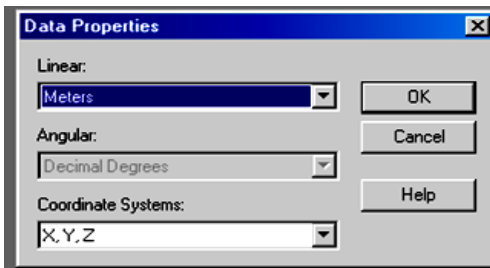 Data Properties
Linear:
Meters
OK
Angular:
Cancel
Decimal Degrees
Coordinate Systems:
Help
X,Y,Z